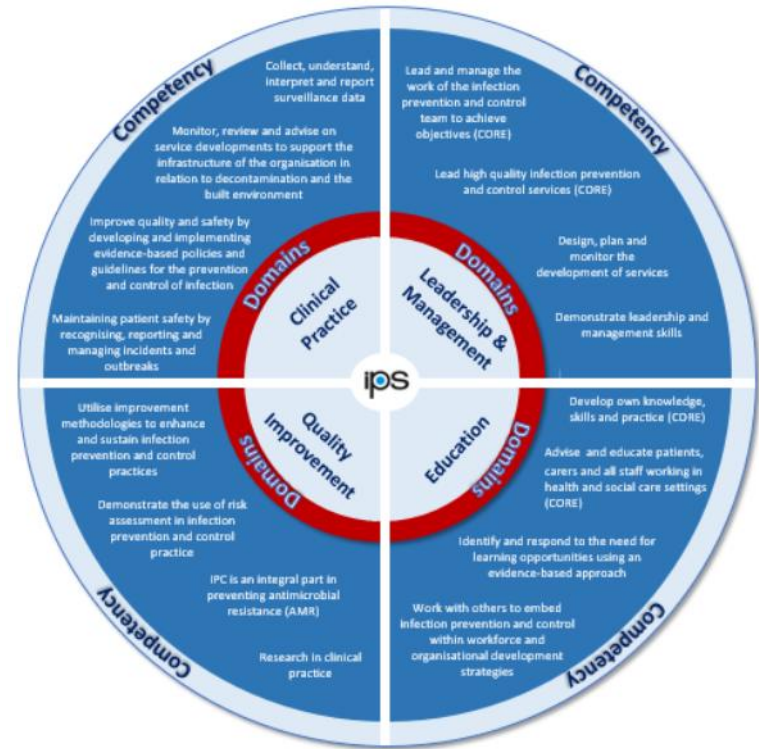 Competency
Collect, understand,
interpret and report
surveillance data
Monitor, review and advise on
service developments to support the
infrastructure of the organisation in
relation to decontamination and the
built environment
Improve quality and safety by
developing and implementing
evidence-based policies and
guidelines for the prevention
and control of infection
Maintaining patient safety by
recognising, reporting and
managing incidents and
outbreaks
Domains
Clinical
Practice
Competency
Lead and manage the
work of the infection
prevention and control
team to achieve
objectives (CORE)
Lead high quality infection prevention
and control services (CORE)
Design, plan and
monitor the
development of services
Demonstrate leadership and
management skills
Domains
Leadership &
Management
ips
Utilise improvement
methodologies to enhance
and sustain infection
prevention and control
practices
Demonstrate the use of risk
assessment in infection
prevention and control
practice
IPC is an integral part in
preventing antimicrobial
resistance (AMR)
Research in clinical
practice
Domains
Quality
Improvement
Competency
Develop own knowledge,
skills and practice (CORE)
Advise and educate patients,
carers and all staff working in
health and social care settings
(CORE)
Identify and respond to the need for
learning opportunities using an
evidence-based approach
Work with others to embed
infection prevention and control
within workforce and
organisational development
strategies
Domains
Education
Competency